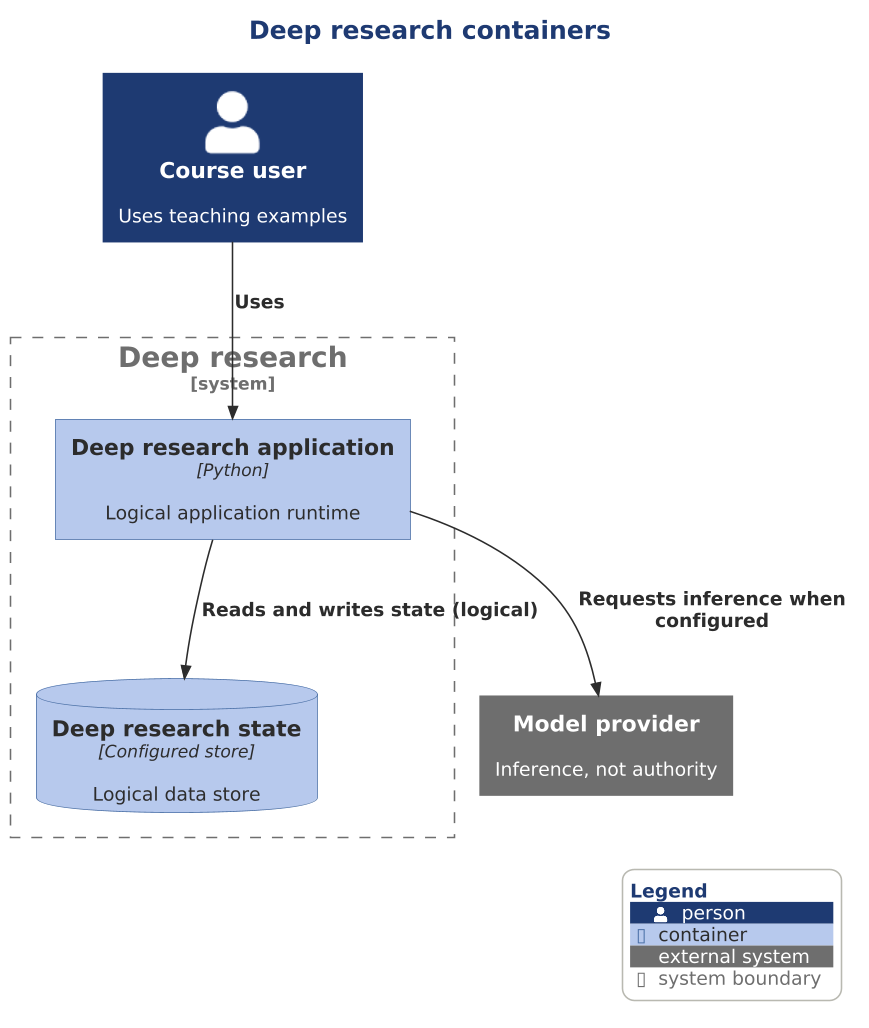 Deep research containers
Course user
Uses teaching examples
Uses
Deep research
[system]
Deep research application
[Python]
Logical application runtime
Reads and writes state (logical)
Requests inference when
configured
Deep research state
[Configured store]
Logical data store
Model provider
Inference, not authority
Legend
person
container
external system
system boundary